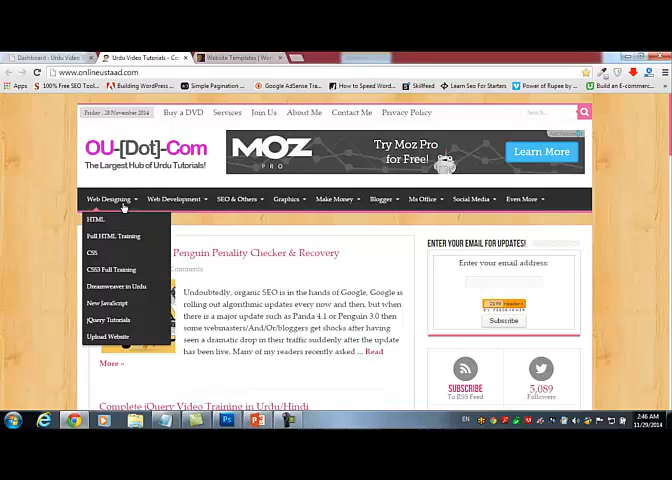 Dashboard - Urdu Video T
Urdu Video Tutorials - Co
Website Templates | Wor
www.onlineustaad.com
Apps
100% Free SEO Tool
Building WordPress
Simple Pagination
Google AdSense Tra
How to Speed Wor
Skillfeed
Learn Seo For Starters
Power of Rupee by C
Build an E-commerc
Friday , 28 November 2014
Buy a DVD
Services
Join Us
About Me
Contact Me
Privacy Policy
Search...
OU-[Dot]-Com
The Largest Hub of Urdu Tutorials!
MOZ
PRO
Try Moz Pro
for Free!
Learn More
Web Designing
Web Development
SEO & Others
Graphics
Make Money
Blogger
Ms Office
Social Media
Even More
HTML
Full HTML Training
CSS
CSS3 Full Training
Dreamweaver in Urdu
New JavaScript
jQuery Tutorials
Upload Website
Penguin Penality Checker & Recovery
Comments
Undoubtedly, organic SEO is in the hands of Google, Google is
rolling out algorithmic updates every now and then, but when
there is a major update such as Panda 4.1 or Penguin 3.0 then
some webmasters/And/Or/bloggers get shocks after having
seen a dramatic drop in their traffic suddenly after the
update has been live. Many of my readers recently asked ... Read
More »
Complete jQuery Video Training in Urdu/Hindi
ENTER YOUR EMAIL FOR UPDATES!
Enter your email address:
2196 readers
BY FEEDBURNER
Subscribe
SUBSCRIBE
To RSS Feed
5,089
Followers
EN
2:46 AM
11/29/2014